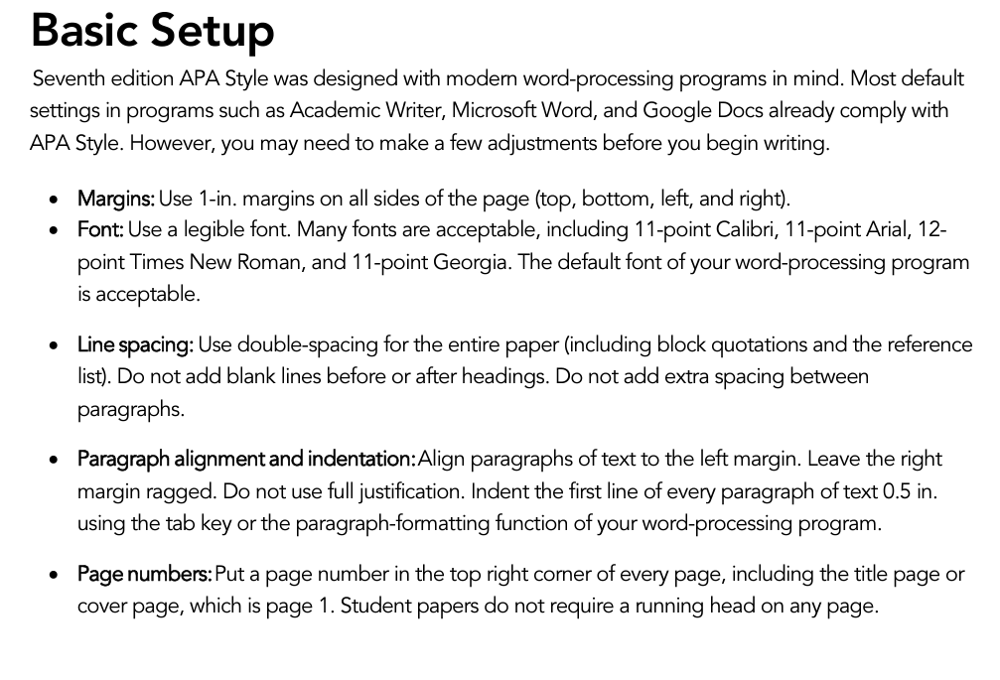 Basic Setup
Seventh edition APA Style was designed with modern word-processing programs in mind. Most default
settings in programs such as Academic Writer, Microsoft Word, and Google Docs already comply with
APA Style. However, you may need to make a few adjustments before you begin writing.
• Margins: Use 1-in. margins on all sides of the page (top, bottom, left, and right).
• Font: Use a legible font. Many fonts are acceptable, including 11-point Calibri, 11-point Arial, 12-
point Times New Roman, and 11-point Georgia. The default font of your word-processing program
is acceptable.
• Line spacing: Use double-spacing for the entire paper (including block quotations and the reference
list). Do not add blank lines before or after headings. Do not add extra spacing between
paragraphs.
• Paragraph alignment and indentation: Align paragraphs of text to the left margin. Leave the right
margin ragged. Do not use full justification. Indent the first line of every paragraph of text 0.5 in.
using the tab key or the paragraph-formatting function of your word-processing program.
• Page numbers: Put a page number in the top right corner of every page, including the title page or
cover page, which is page 1. Student papers do not require a running head on any page.